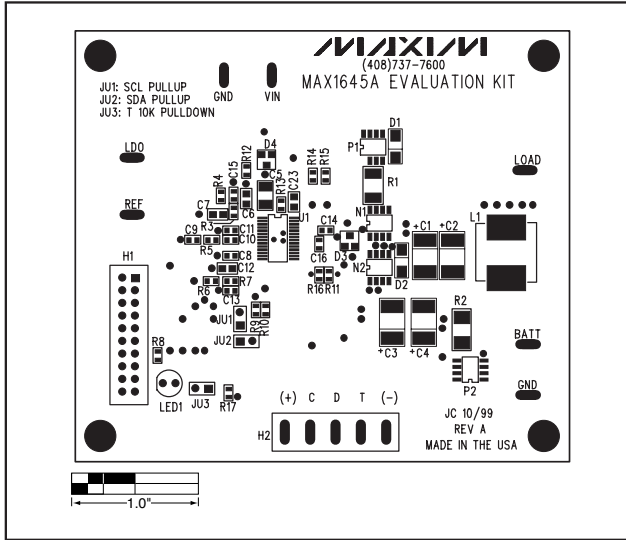 MAXIM
(408)737-7600
MAX1645A EVALUATION KIT
JU1: SCL PULLUP
JU2: SDA PULLUP
JU3: T 10K PULLDOWN
GND
VIN
LDO
REF
LOAD
BATT
GND
D4
R12
C15
R4
C5
R13
C23
R14
R15
P1
D1
R1
C7
R3
C6
U1
N1
C9
R5
C11
C10
C14
C16
D3
+C1
+C2
L1
H1
C8
C12
N2
D2
R6
R7
C13
R16
R11
JU1
R9
R10
JU2
+C3
+C4
R2
R8
P2
LED1
JU3
R17
(+) C D T (-)
H2
JC 10/99
REV A
MADE IN THE USA
1.0"